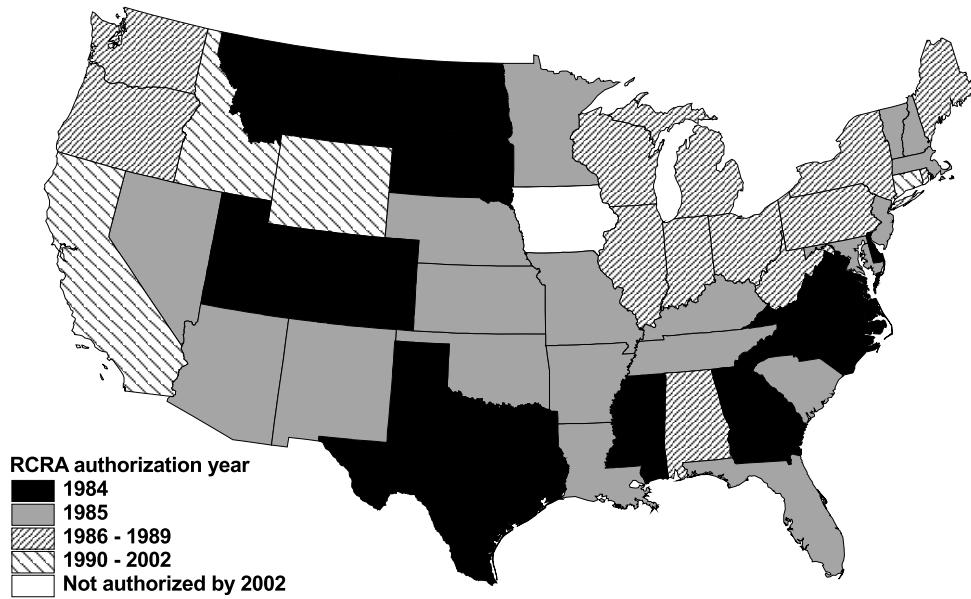 RCRA authorization year
1984
1985
1986 - 1989
1990 - 2002
Not authorized by 2002